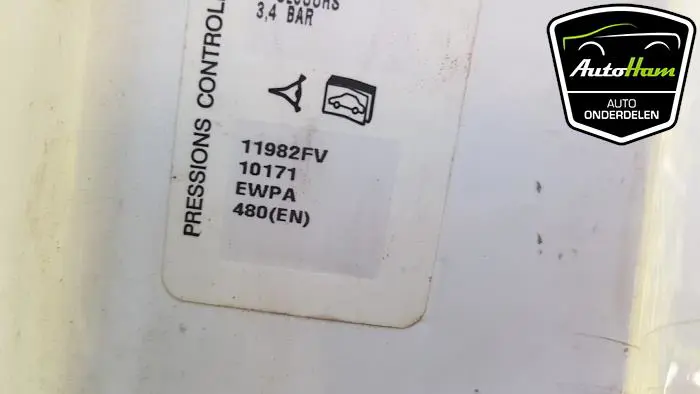 3,4 BAR
PRESSIONS CONTROL
11982FV
10171
EWPA
480(EN)
AutoHam
AUTO
ONDERDELEN